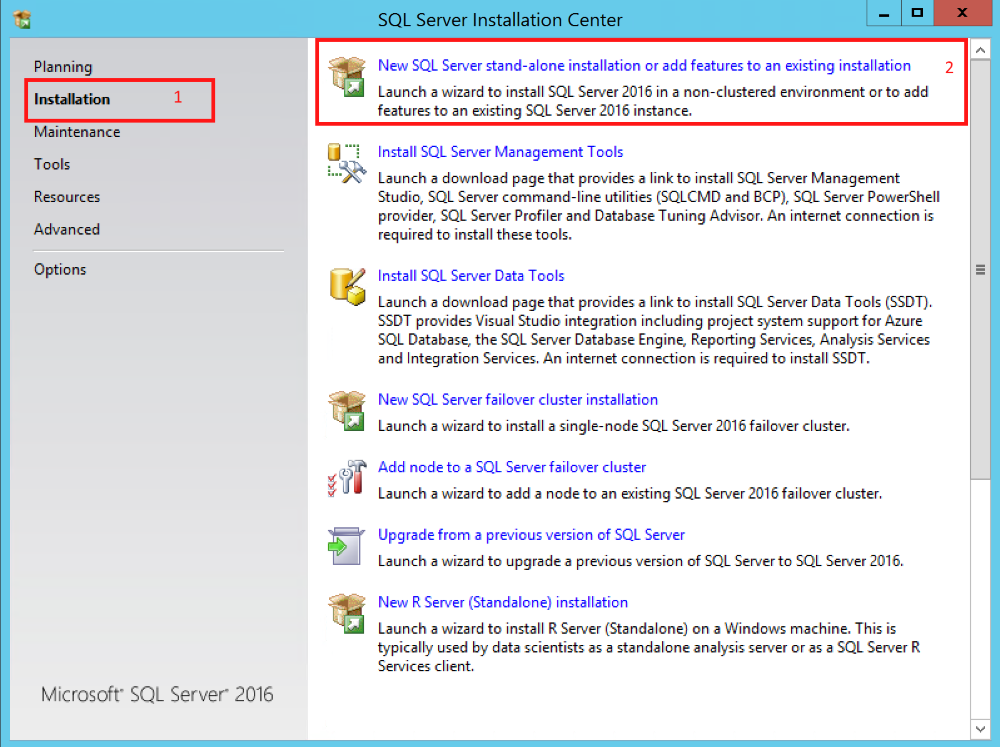 SQL Server Installation Center
Planning
Installation 1
Maintenance
Tools
Resources
Advanced
Options
Microsoft® SQL Server® 2016
New SQL Server stand-alone installation or add features to an existing installation 2
Launch a wizard to install SQL Server 2016 in a non-clustered environment or to add
features to an existing SQL Server 2016 instance.
Install SQL Server Management Tools
Launch a download page that provides a link to install SQL Server Management
Studio, SQL Server command-line utilities (SQLCMD and BCP), SQL Server PowerShell
provider, SQL Server Profiler and Database Tuning Advisor. An internet connection is
required to install these tools.
Install SQL Server Data Tools
Launch a download page that provides a link to install SQL Server Data Tools (SSDT).
SSDT provides Visual Studio integration including project system support for Azure
SQL Database, the SQL Server Database Engine, Reporting Services, Analysis Services
and Integration Services. An internet connection is required to install SSDT.
New SQL Server failover cluster installation
Launch a wizard to install a single-node SQL Server 2016 failover cluster.
Add node to a SQL Server failover cluster
Launch a wizard to add a node to an existing SQL Server 2016 failover cluster.
Upgrade from a previous version of SQL Server
Launch a wizard to upgrade a previous version of SQL Server to SQL Server 2016.
New R Server (Standalone) installation
Launch a wizard to install R Server (Standalone) on a Windows machine. This is
typically used by data scientists as a standalone analysis server or as a SQL Server R
Services client.